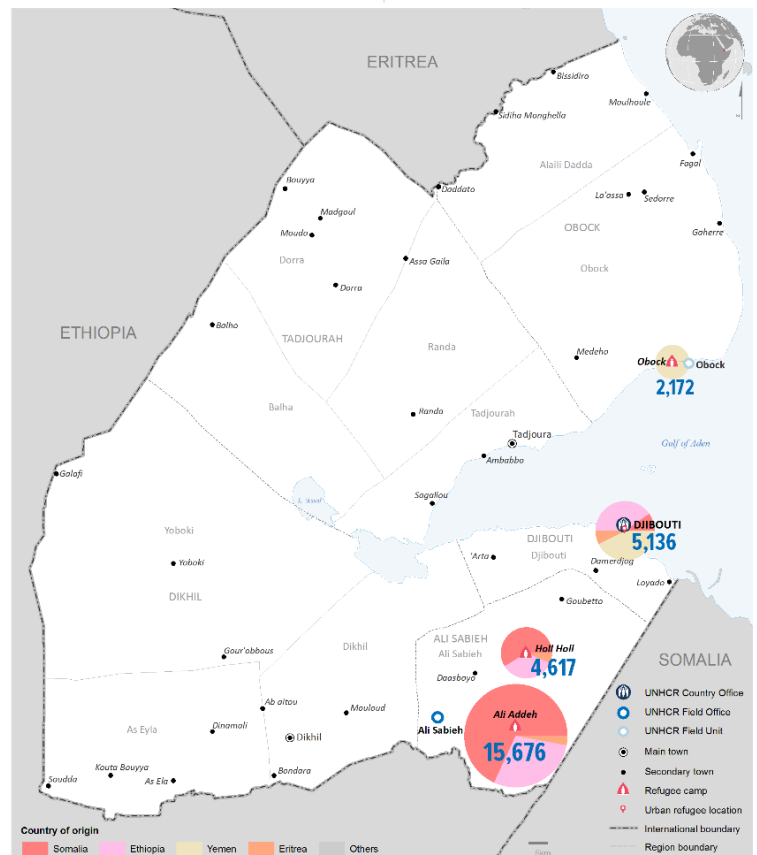 ERITREA
Bissidiro
Moulhoule
Sidiha Monghella
Alaili Dadda
Fagal
Bouyya
Daddato
La'assa
Sedorre
Madgoul
Moudo
OBOCK
Gaherre
Dorra
Assa Gaila
Obock
Dorra
Balho
ETHIOPIA
TADJOURAH
Randa
Medeho
Obock
Obock
2,172
Balha
Randa
Tadjourah
Tadjoura
Gulf of Aden
Ambabbo
Galafi
Sagallou
Yoboki
DJIBOUTI
DJIBOUTI
5,136
Djibouti
'Arta
Yoboki
Damerdjog
Loyado
DIKHIL
Goubetto
ALI SABIEH
Dikhil
Ali Sabieh
Holl Holl
4,617
Gour'obbous
SOMALIA
Daasboyo
UNHCR Country Office
Ab aitou
Mouloud
Ali Addeh
UNHCR Field Office
As Eyla
Dinamali
Ali Sabieh
UNHCR Field Unit
Dikhil
15,676
Main town
Kouta Bouyya
Bondara
Secondary town
Soudda
As Ela
Refugee camp
Urban refugee location
Country of origin
International boundary
Somalia
Ethiopia
Yemen
Eritrea
Others
Region boundary